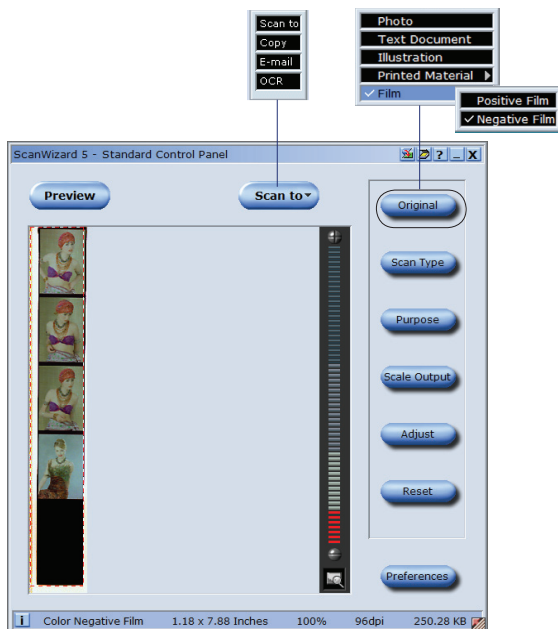 Scan to
Copy
E-mail
OCR
Photo
Text Document
Illustration
Printed Material
Film
Positive Film
Negative Film
ScanWizard 5 - Standard Control Panel
Preview
Scan to
Original
Scan Type
Purpose
Scale Output
Adjust
Reset
Preferences
i Color Negative Film 1.18 x 7.88 Inches 100% 96dpi 250.28 KB